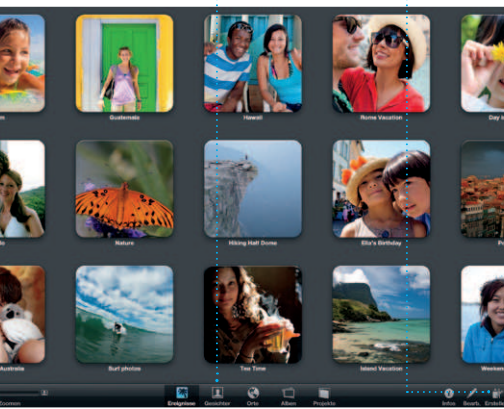 Guatemala
Hawaii
Rome Vacation
Nature
Hiking Half Dome
Ella's Birthday
Australia
Surf photos
Tea Time
Island Vacation
Zoomen
Ereignisse
Gesichter
Orte
Alben
Projekte
Infos
Bearb.